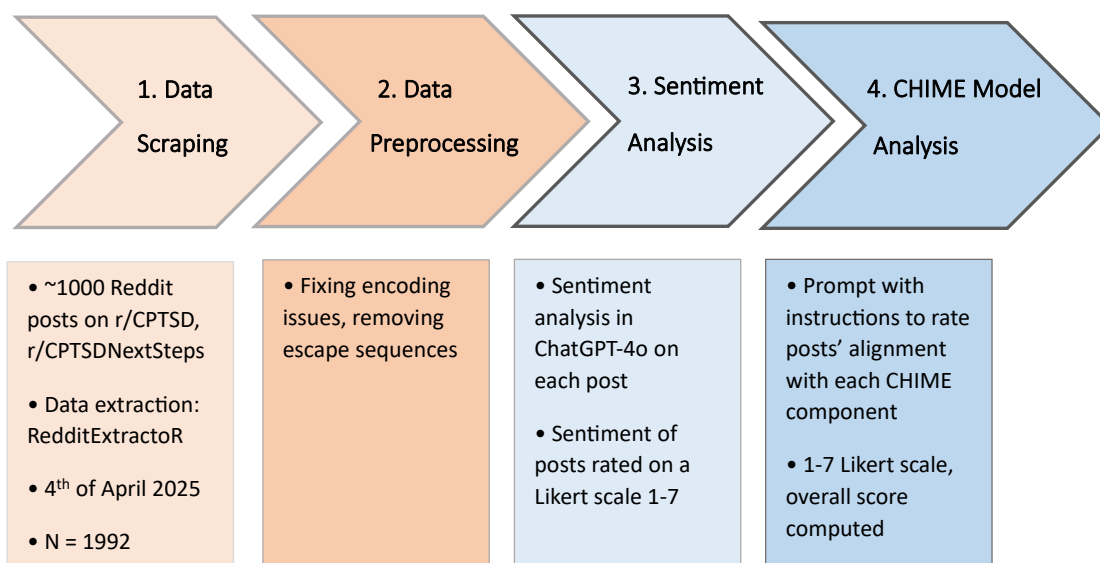 1. Data
Scraping
2. Data
Preprocessing
3. Sentiment
Analysis
4. CHIME Model
Analysis
• ~1000 Reddit
posts on r/CPTSD,
r/CPTSDNextSteps
• Data extraction:
RedditExtractoR
• 4th of April 2025
• N = 1992
• Fixing encoding
issues, removing
escape sequences
• Sentiment
analysis in
ChatGPT-4o on
each post
• Sentiment of
posts rated on a
Likert scale 1-7
• Prompt with
instructions to rate
posts’ alignment
with each CHIME
component
• 1-7 Likert scale,
overall score
computed